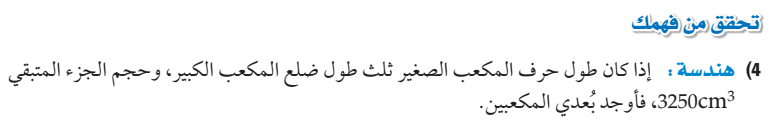 تحقق من فهمك
4) هندسة : إذا كان طول حرف المكعب الصغير ثلث طول ضلع المكعب الكبير، وحجم الجزء المتبقي
3250cm³، فأوجد بُعدي المكعبين.